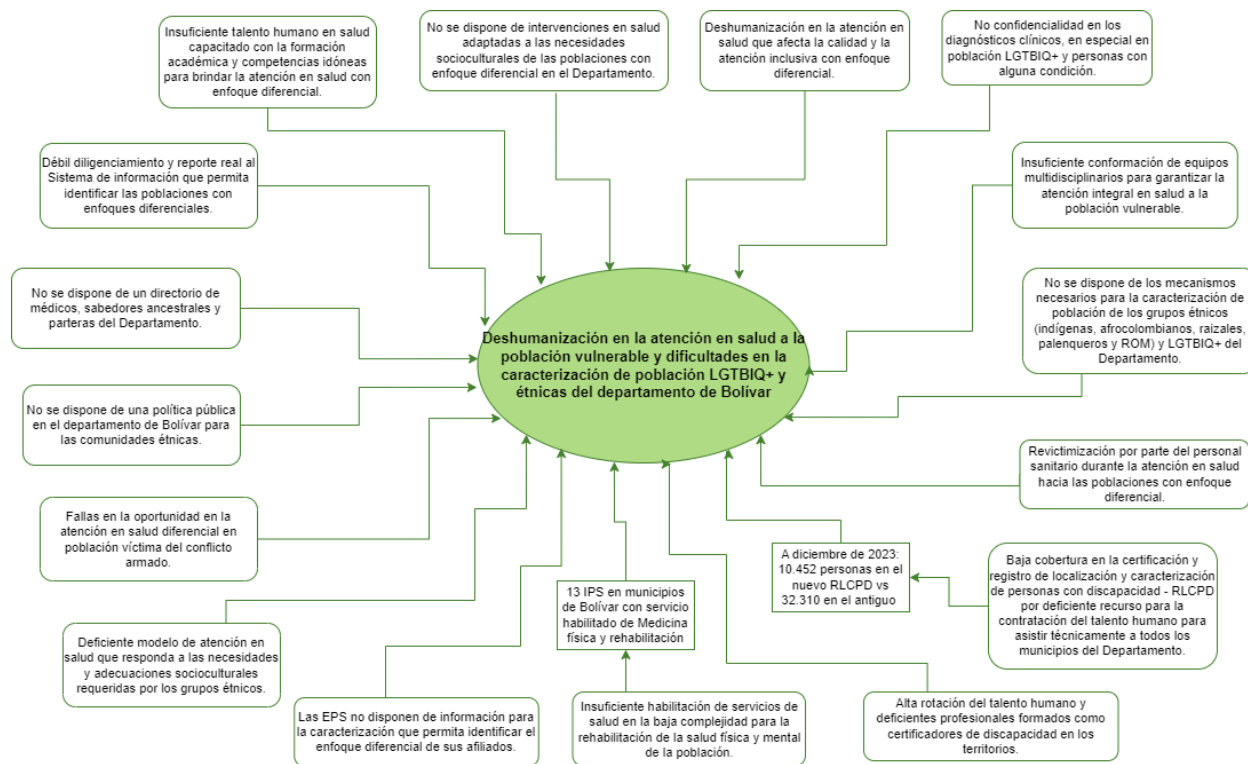 Insuficiente talento humano en salud
capacitado con la formación
académica y competencias idóneas
para brindar la atención en salud con
enfoque diferencial.
No se dispone de intervenciones en salud
adaptadas a las necesidades
socioculturales de las poblaciones con
enfoque diferencial en el Departamento.
Deshumanización en la atención en
salud que afecta la calidad y la
atención inclusiva con enfoque
diferencial.
No confidencialidad en los
diagnósticos clínicos, en especial en
población LGTBIQ+ y personas con
alguna condición.
Débil diligenciamiento y reporte real al
Sistema de información que permita
identificar las poblaciones con
enfoques diferenciales.
Insuficiente conformación de equipos
multidisciplinarios para garantizar la
atención integral en salud a la
población vulnerable.
No se dispone de un directorio de
médicos, sabedores ancestrales y
parteras del Departamento.
No se dispone de los mecanismos
necesarios para la caracterización de
población de los grupos étnicos
(indígenas, afrocolombianos, raizales,
palenqueros y ROM) y LGTBIQ+ del
Departamento.
Deshumanización en la atención en salud a la
población vulnerable y dificultades en la
caracterización de población LGTBIQ+ y
étnicas del departamento de Bolívar
No se dispone de una política pública
en el departamento de Bolívar para
las comunidades étnicas.
Revictimización por parte del personal
sanitario durante la atención en salud
hacia las poblaciones con enfoque
diferencial.
Fallas en la oportunidad en la
atención en salud diferencial en
población víctima del conflicto
armado.
13 IPS en municipios
de Bolívar con servicio
habilitado de Medicina
física y rehabilitación
A diciembre de 2023:
10.452 personas en el
nuevo RLCPD vs
32.310 en el antiguo
Baja cobertura en la certificación y
registro de localización y caracterización
de personas con discapacidad - RLCPD
por deficiente recurso para la
contratación del talento humano para
asistir técnicamente a todos los
municipios del Departamento.
Deficiente modelo de atención en
salud que responda a las necesidades
y adecuaciones socioculturales
requeridas por los grupos étnicos.
Las EPS no disponen de información para
la caracterización que permita identificar el
enfoque diferencial de sus afiliados.
Insuficiente habilitación de servicios de
salud en la baja complejidad para la
rehabilitación de la salud física y mental
de la población.
Alta rotación del talento humano y
deficientes profesionales formados como
certificadores de discapacidad en los
territorios.